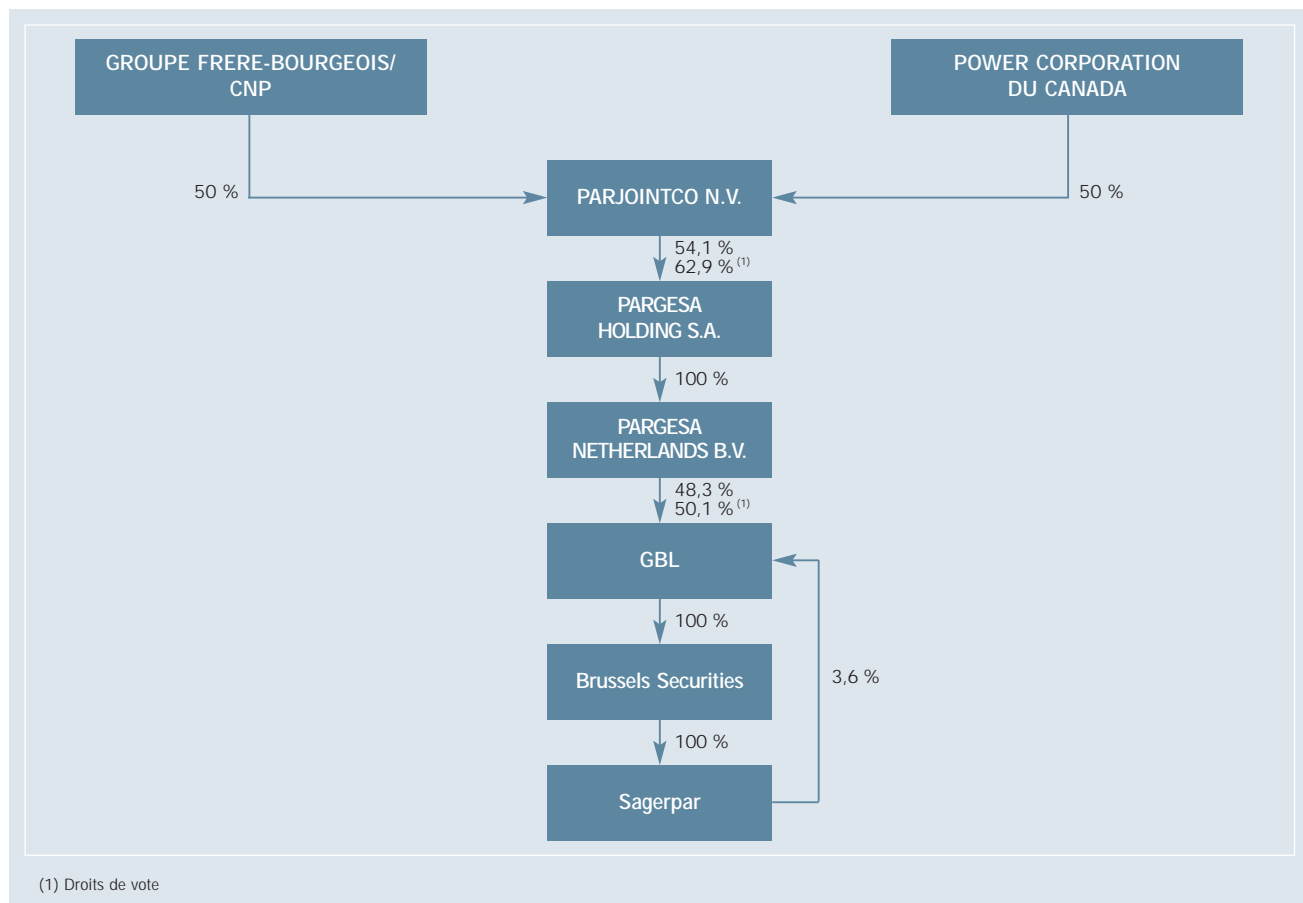 GROUPE FRERE-BOURGEOIS/
CNP
POWER CORPORATION
DU CANADA
50 %
PARJOINTCO N.V.
50 %
54,1 %
62,9 % (1)
PARGESA
HOLDING S.A.
100 %
PARGESA
NETHERLANDS B.V.
48,3 %
50,1 % (1)
GBL
100 %
Brussels Securities
3,6 %
100 %
Sagerpar
(1) Droits de vote